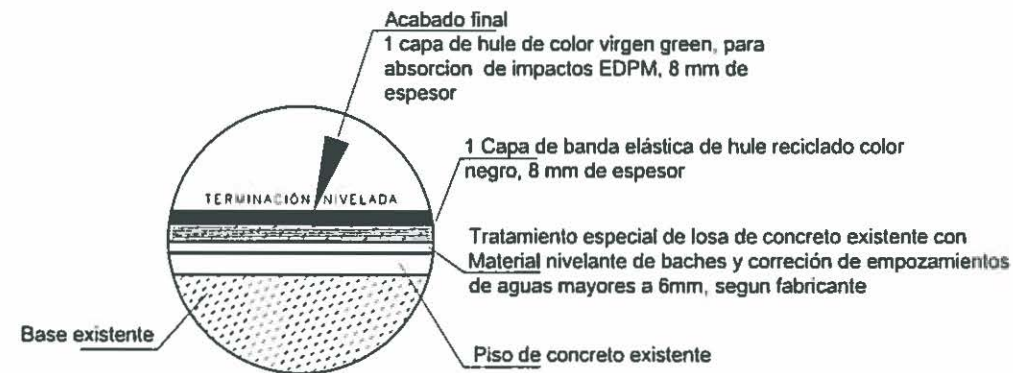 Acabado final
1 capa de hule de color virgen green, para
absorcion de impactos EDPM, 8 mm de
espesor
1 Capa de banda elástica de hule reciclado color
negro, 8 mm de espesor
TERMINACIÓN NIVELADA
Tratamiento especial de losa de concreto existente con
Material nivelante de baches y correción de empozamientos
de aguas mayores a 6mm, segun fabricante
Base existente
Piso de concreto existente